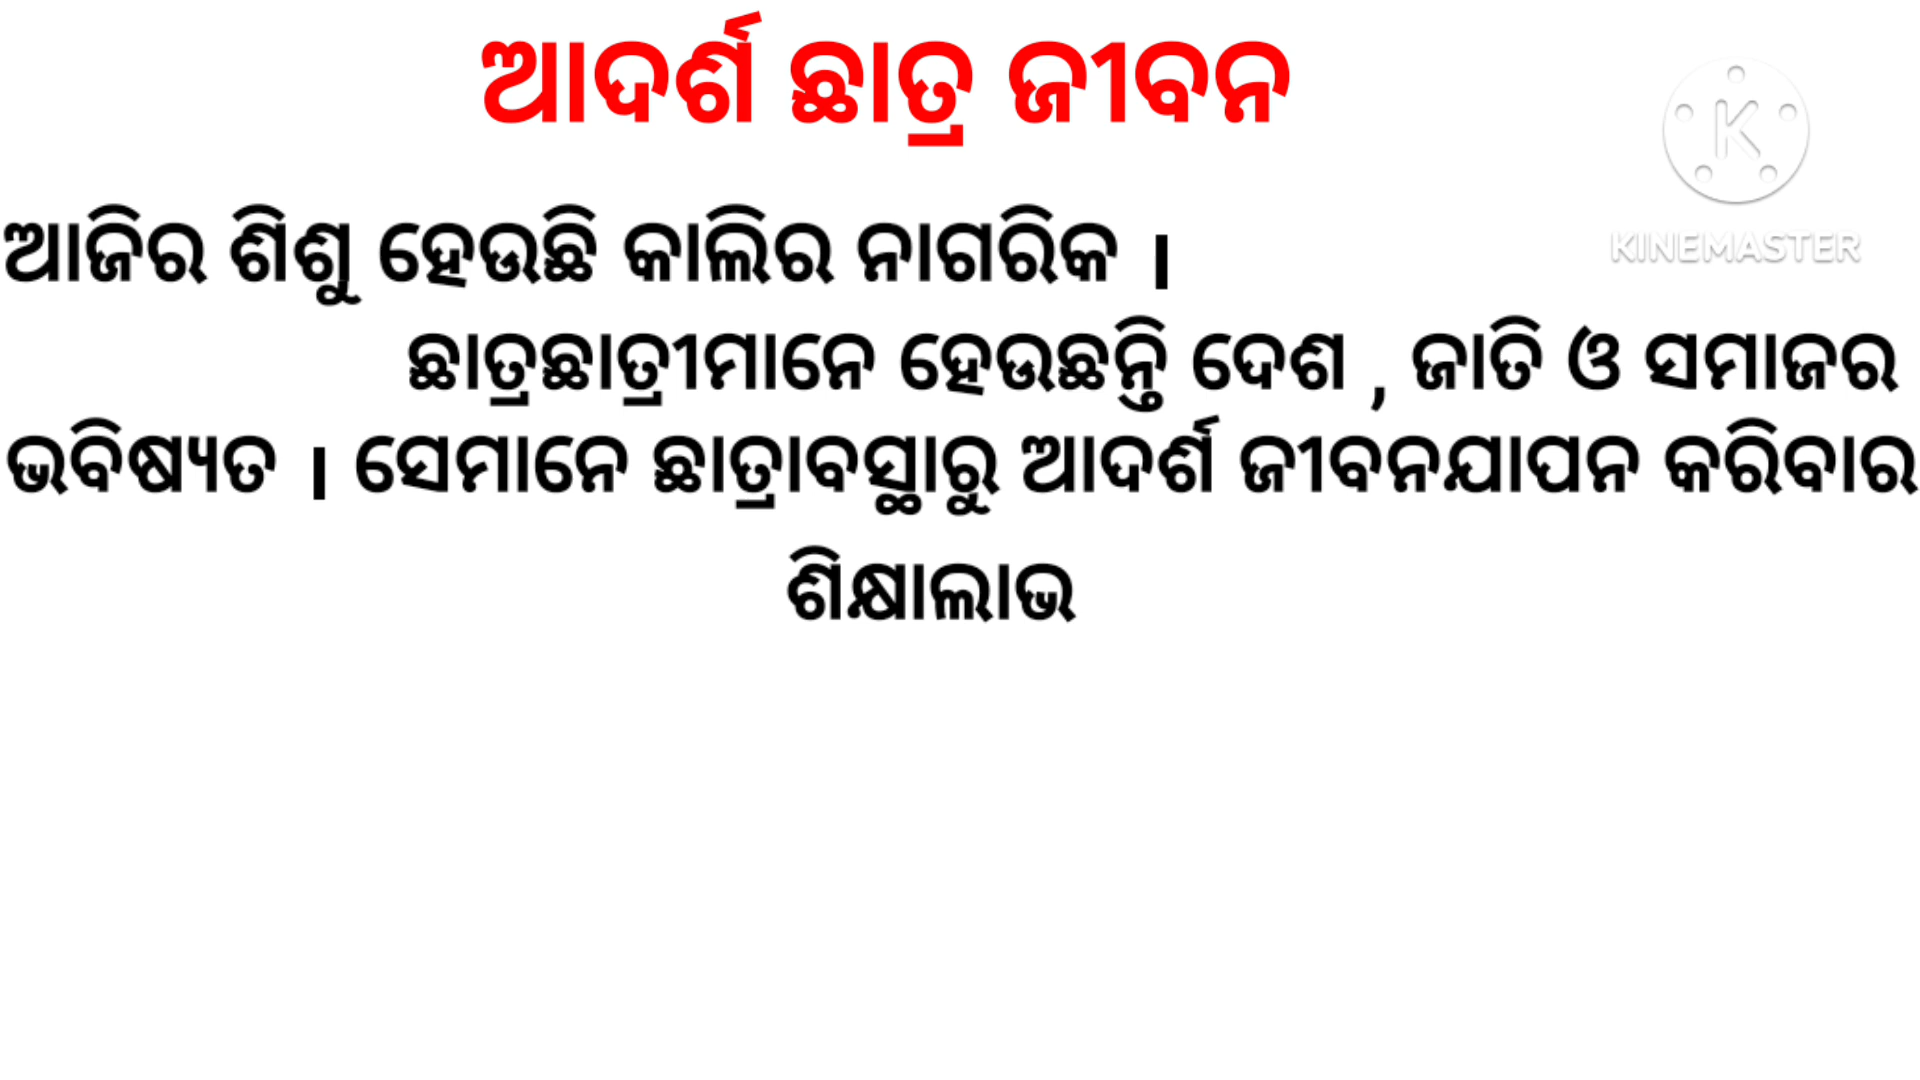 ଆଦର୍ଶ ଛାତ୍ର ଜୀବନ
ଆଜିର ଶିଶୁ ହେଉଛି କାଲିର ନାଗରିକ ।
ଛାତ୍ରଛାତ୍ରୀମାନେ ହେଉଛନ୍ତି ଦେଶ , ଜାତି ଓ ସମାଜର
ଭବିଷ୍ୟତ । ସେମାନେ ଛାତ୍ରାବସ୍ଥାରୁ ଆଦର୍ଶ ଜୀବନଯାପନ କରିବାର
ଶିକ୍ଷାଲାଭ
K
KINEMASTER